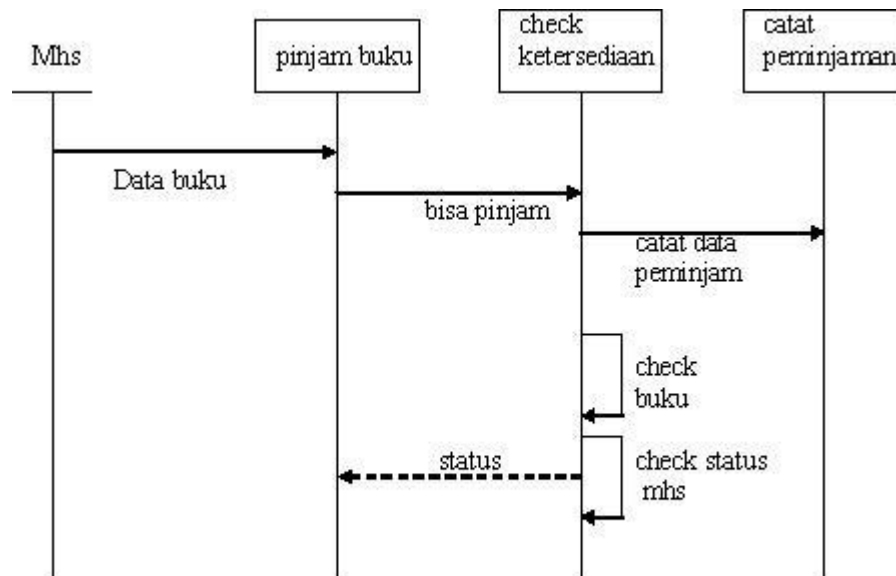 Mhs
pinjam buku
check
ketersediaan
catat
peminjaman
Data buku
bisa pinjam
catat data
peminjam
check
buku
status
check status
mhs